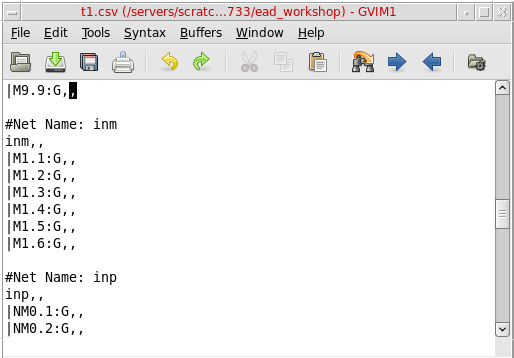 t1.csv (/servers/scratc...733/ead_workshop) - GVIM1
File Edit Tools Syntax Buffers Window Help
|M9.9:G,,
#Net Name: inm
inm,,
|M1.1:G,,
|M1.2:G,,
|M1.3:G,,
|M1.4:G,,
|M1.5:G,,
|M1.6:G,,
#Net Name: inp
inp,,
|NM0.1:G,,
|NM0.2:G,,